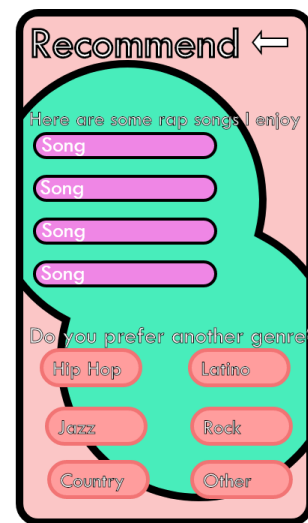 Recommend
Here are some rap songs I enjoy
Song
Song
Song
Song
Do you prefer another genre
Hip Hop
Latino
Jazz
Rock
Country
Other